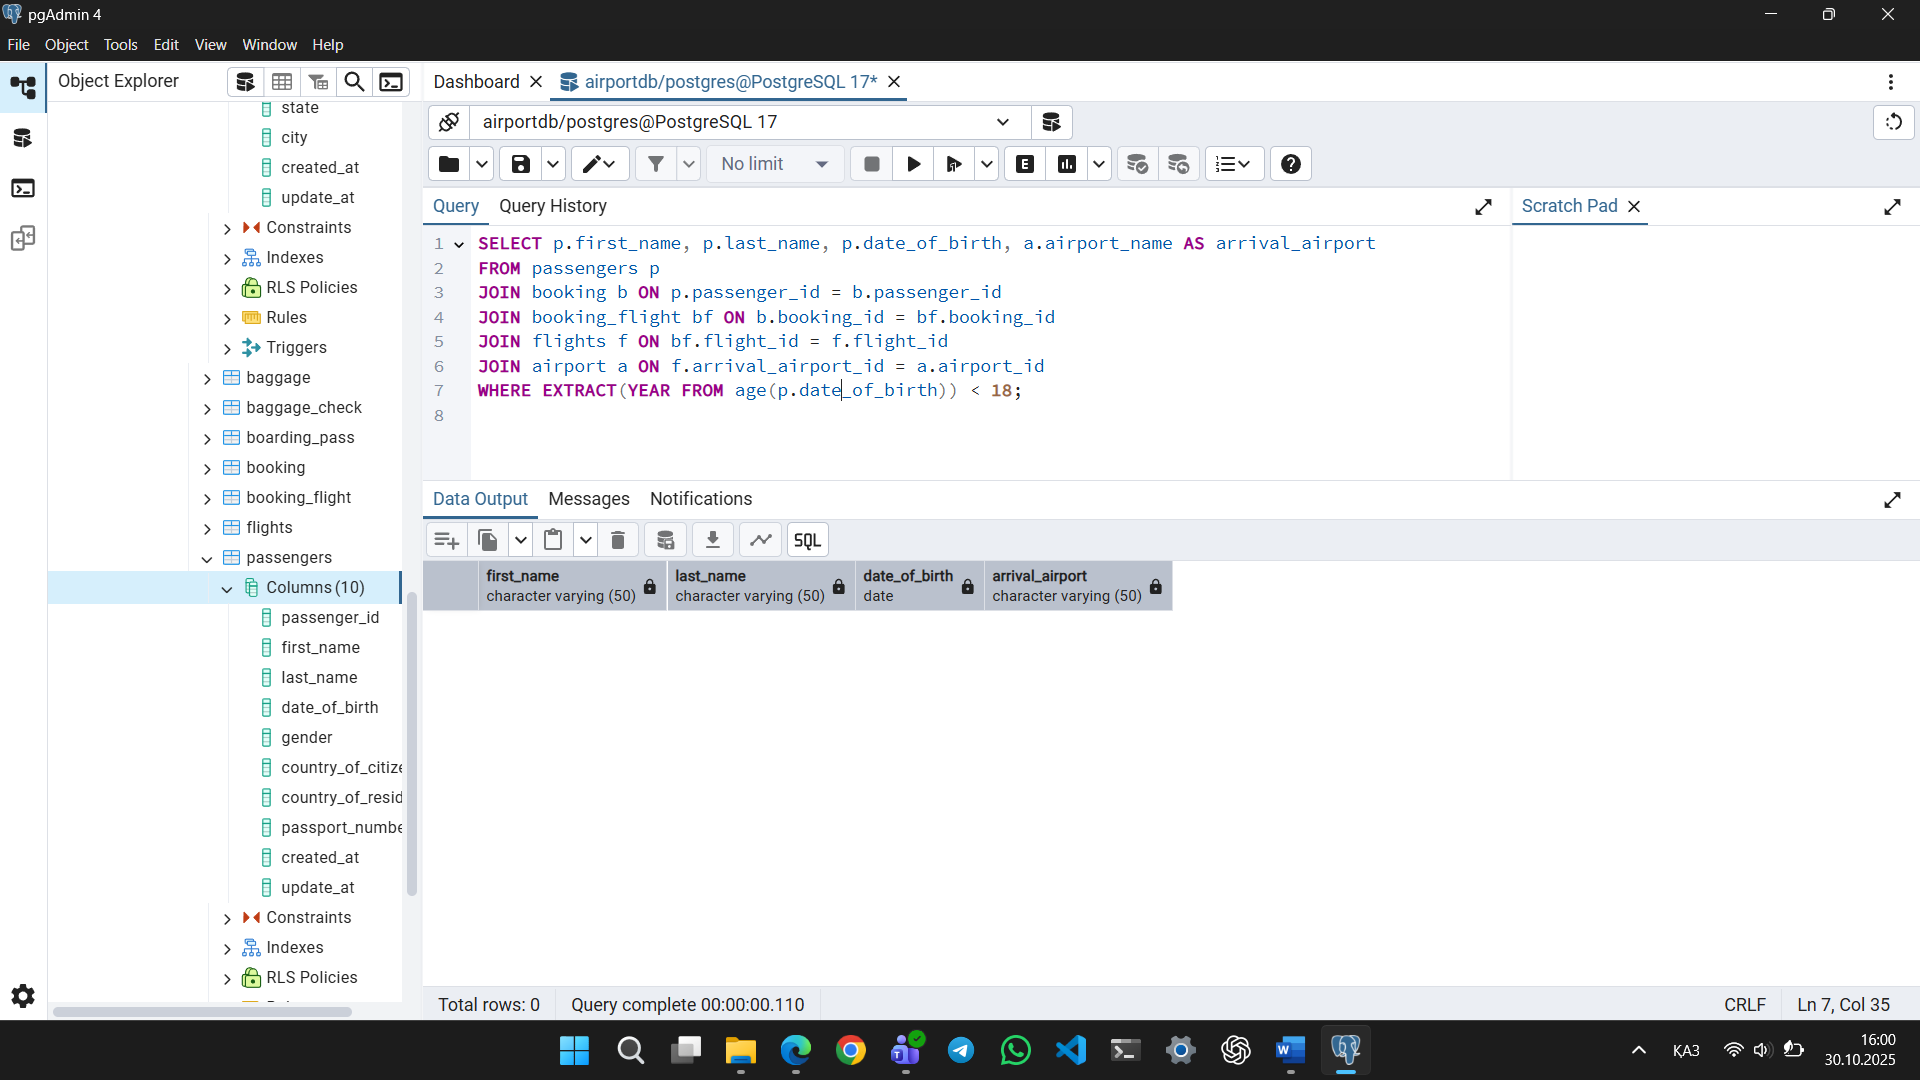 pgAdmin 4
File Object Tools Edit View Window Help
Object Explorer
Dashboard
airportdb/postgres@PostgreSQL 17*
state
city
created_at
update_at
Constraints
Indexes
RLS Policies
Rules
Triggers
baggage
baggage_check
boarding_pass
booking
booking_flight
flights
passengers
Columns (10)
passenger_id
first_name
last_name
date_of_birth
gender
country_of_citize
country_of_resid
passport_numbe
created_at
update_at
Constraints
Indexes
RLS Policies
airportdb/postgres@PostgreSQL 17
No limit
E
Query Query History
Scratch Pad
1 SELECT p.first_name, p.last_name, p.date_of_birth, a.airport_name AS arrival_airport
2 FROM passengers p
3 JOIN booking b ON p.passenger_id = b.passenger_id
4 JOIN booking_flight bf ON b.booking_id = bf.booking_id
5 JOIN flights f ON bf.flight_id = f.flight_id
6 JOIN airport a ON f.arrival_airport_id = a.airport_id
7 WHERE EXTRACT(YEAR FROM age(p.date_of_birth)) < 18;
8
Data Output Messages Notifications
SQL
first_name last_name date_of_birth arrival_airport
character varying (50) character varying (50) date character varying (50)
Total rows: 0 Query complete 00:00:00.110 CRLF Ln 7, Col 35
ҚАЗ
16:00
30.10.2025